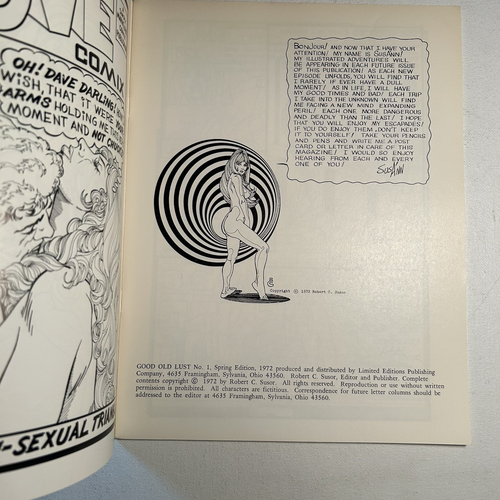 COMI
OH! DAVE DARLING!
WISH, THAT IT WERE
ARMS HOLDING ME
MOMENT AND NOT
BONJOUR! AND NOW THAT I HAVE YOUR
ATTENTION! MY NAME IS SUSANN!
MY ILLUSTRATED ADVENTURES WILL
BE APPEARING IN EACH FUTURE ISSUE
OF THIS PUBLICATION! AS EACH NEW
EPISODE UNFOLDS, YOU WILL FIND THAT
I RARELY IF EVER HAVE A DULL
MOMENT! AS IN LIFE, I WILL HAVE
MY GOOD TIMES AND BAD! EACH TRIP
I TAKE INTO THE UNKNOWN WILL FIND
ME FACING A NEW MIND EXPANDING
PERIL! EACH ONE MORE DANGEROUS
AND DEADLY THAN THE LAST! I HOPE
THAT YOU WILL ENJOY MY ESCAPADES!
IF YOU DO ENJOY THEM...DON'T KEEP
IT TO YOURSELF! TAKE YOUR PENCILS
AND PENS AND WRITE ME A POST
CARD OR LETTER IN CARE OF THIS
MAGAZINE! I WOULD SO ENJOY
HEARING FROM EACH AND EVERY
ONE OF YOU!
SUSANN
Copyright © 1972 Robert C. Susor
GOOD OLD LUST No. 1, Spring Edition, 1972 produced and distributed by Limited Editions Publishing
Company, 4635 Framingham, Sylvania, Ohio 43560. Robert C. Susor, Editor and Publisher. Complete
contents copyright © 1972 by Robert C. Susor. All rights reserved. Reproduction or use without written
permission is prohibited. All characters are fictitious. Correspondence for future letter columns should be
addressed to the editor at 4635 Framingham, Sylvania, Ohio 43560.
-SEXUAL TRIAN